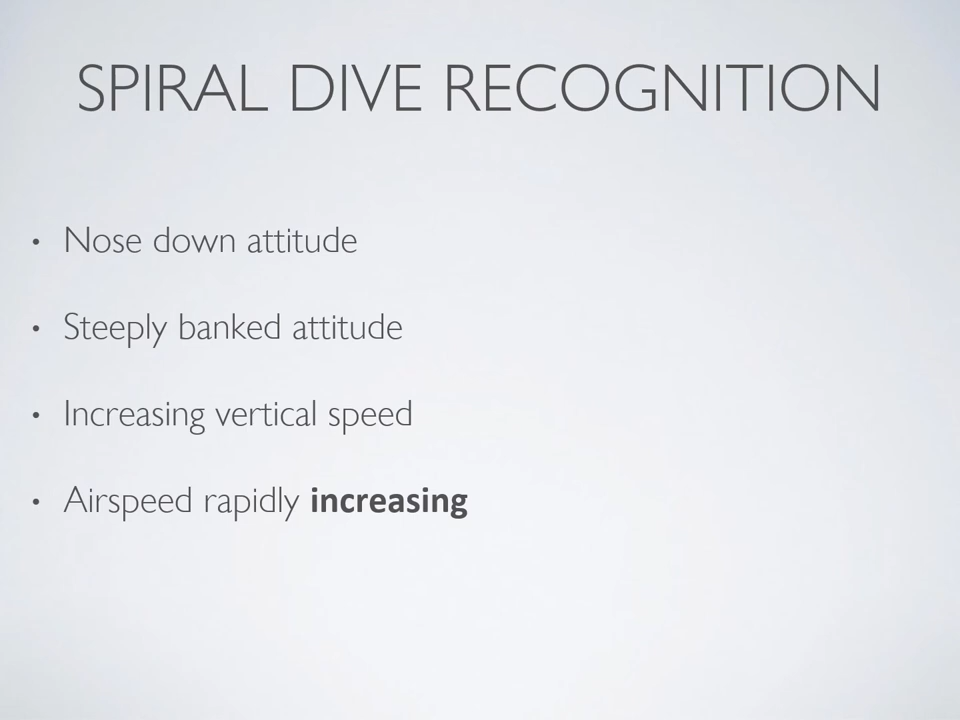 SPIRAL DIVE RECOGNITION
• Nose down attitude
• Steeply banked attitude
• Increasing vertical speed
• Airspeed rapidly increasing